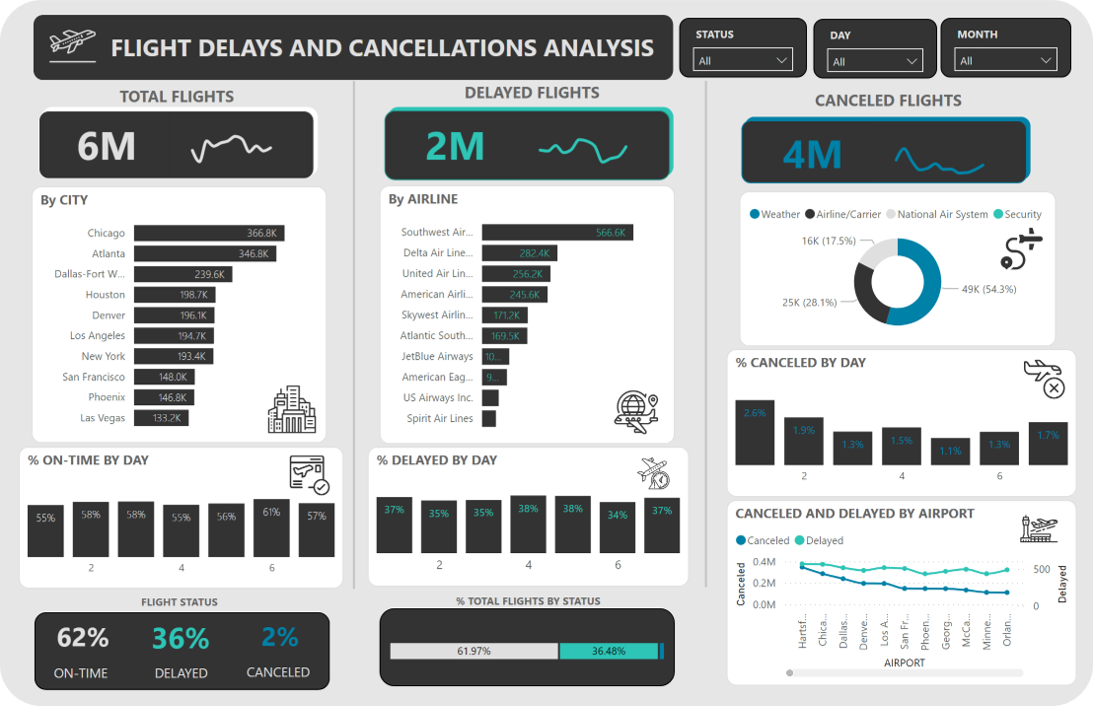 FLIGHT DELAYS AND CANCELLATIONS ANALYSIS
STATUS
All
DAY
All
MONTH
All
TOTAL FLIGHTS
6M
By CITY
Chicago 366.8K
Atlanta 346.8K
Dallas-Fort W... 239.6K
Houston 198.7K
Denver 196.1K
Los Angeles 194.7K
New York 193.4K
San Francisco 148.0K
Phoenix 146.8K
Las Vegas 133.2K
% ON-TIME BY DAY
55% 58% 58% 55% 56% 61% 57%
2 4 6
FLIGHT STATUS
62% 36% 2%
ON-TIME DELAYED CANCELED
DELAYED FLIGHTS
2M
By AIRLINE
Southwest Air... 566.6K
Delta Air Line... 282.4K
United Air Lin... 256.2K
American Airli... 245.6K
Skywest Airlin... 171.2K
Atlantic South... 169.5K
JetBlue Airways 10...
American Eag... 9...
US Airways Inc.
Spirit Air Lines
% DELAYED BY DAY
37% 35% 35% 38% 38% 34% 37%
2 4 6
% TOTAL FLIGHTS BY STATUS
61.97% 36.48%
CANCELED FLIGHTS
4M
Weather Airline/Carrier National Air System Security
16K (17.5%)
49K (54.3%)
25K (28.1%)
% CANCELED BY DAY
2.6% 1.9% 1.3% 1.5% 1.1% 1.3% 1.7%
2 4 6
CANCELED AND DELAYED BY AIRPORT
Canceled Delayed
Canceled
0.4M
0.2M
0.0M
500
0
Delayed
Hartsf...
Chica...
Dallas...
Denve...
Los A...
San Fr...
Phoen...
Georg...
McCa...
Minne...
Orlan...
AIRPORT